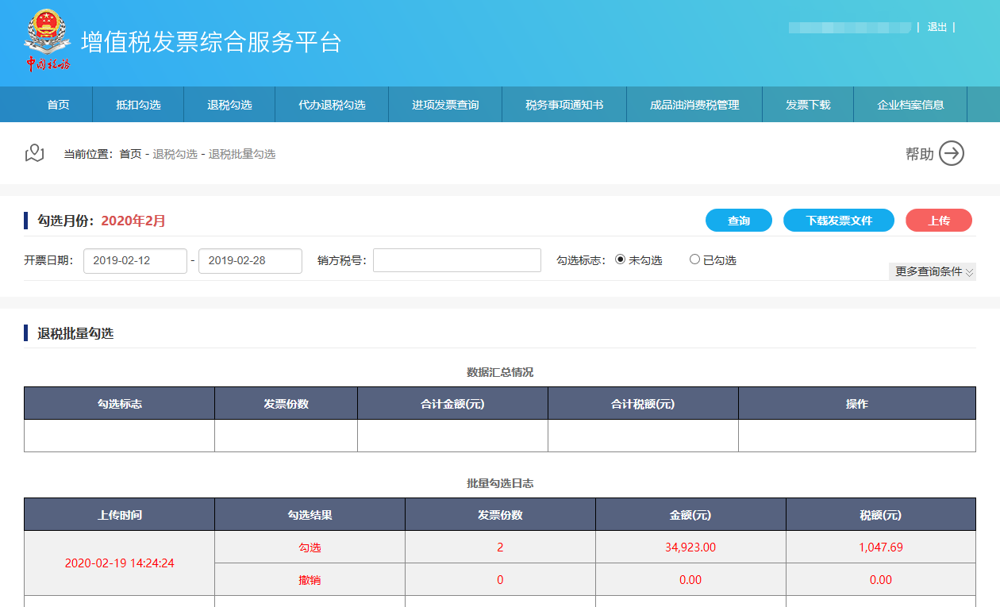 增值税发票综合服务平台
中国税务
| 退出 |
首页 抵扣勾选 退税勾选 代办退税勾选 进项发票查询 税务事项通知书 成品油消费税管理 发票下载 企业档案信息
当前位置：首页 - 退税勾选 - 退税批量勾选 帮助
勾选月份：2020年2月 查询 下载发票文件 上传
开票日期： 2019-02-12 - 2019-02-28 销方税号： 勾选标志： 未勾选 已勾选
更多查询条件
退税批量勾选
数据汇总情况
勾选标志 发票份数 合计金额(元) 合计税额(元) 操作
批量勾选日志
上传时间 勾选结果 发票份数 金额(元) 税额(元)
2020-02-19 14:24:24 勾选 2 34,923.00 1,047.69
撤销 0 0.00 0.00